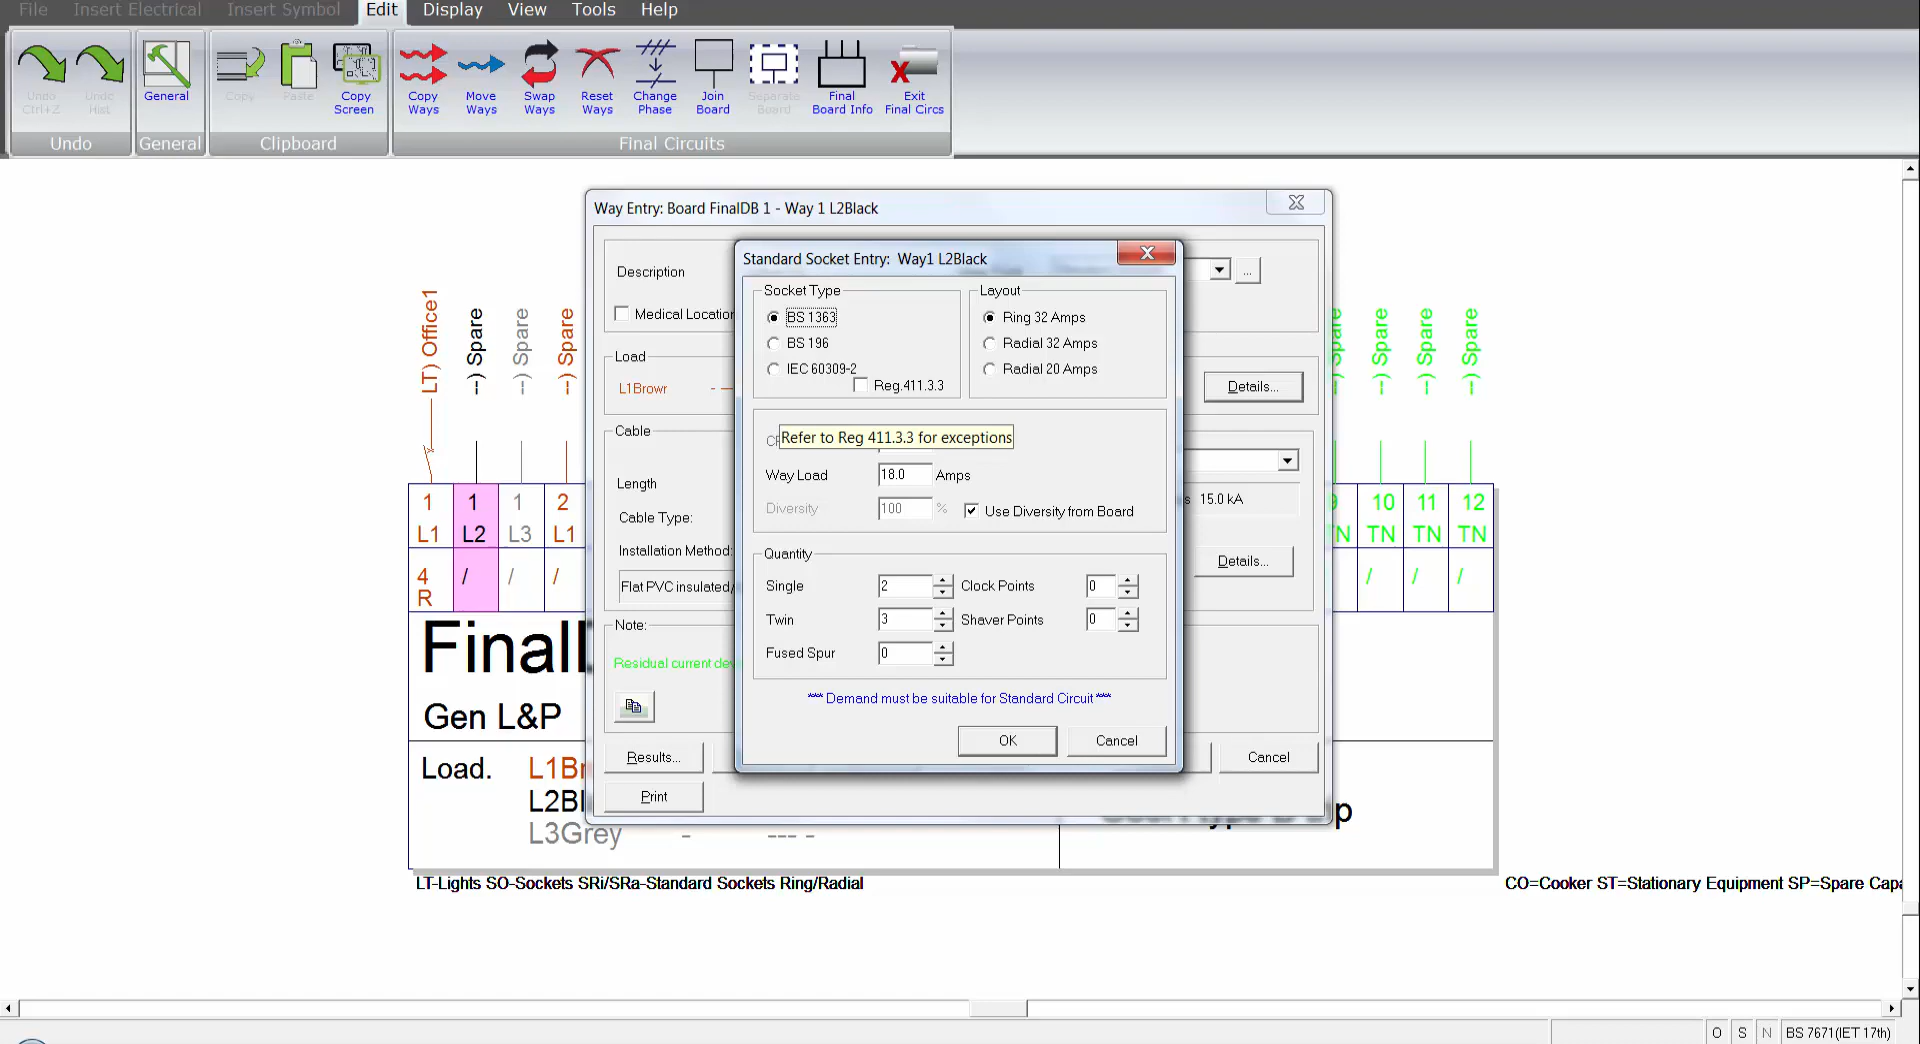 File Insert Electrical Insert Symbol Edit Display View Tools Help
Undo Ctrl+Z
Undo Hist
General
Copy
Paste
Copy Screen
Copy Ways
Move Ways
Swap Ways
Reset Ways
Change Phase
Join Board
Separate Board
Final Board Info
Exit Final Circs
Undo General Clipboard Final Circuits
Way Entry: Board FinalDB 1 - Way 1 L2Black
Description
...
Medical Location
Load
L1Brown
Details...
Cable
Length
15.0 kA
Cable Type:
Installation Method:
Flat PVC insulated/
Details...
Note:
Residual current dev
Results...
Cancel
Print
Standard Socket Entry: Way1 L2Black
Socket Type
BS 1363
BS 196
IEC 60309-2
Reg.411.3.3
Layout
Ring 32 Amps
Radial 32 Amps
Radial 20 Amps
Refer to Reg 411.3.3 for exceptions
Way Load 18.0 Amps
Diversity 100 % Use Diversity from Board
Quantity
Single 2 Clock Points 0
Twin 3 Shaver Points 0
Fused Spur 0
*** Demand must be suitable for Standard Circuit ***
OK Cancel
LT) Office1
--) Spare
--) Spare
--) Spare
--) Spare
--) Spare
--) Spare
--) Spare
1 1 1 2 9 10 11 12
L1 L2 L3 L1 TN TN TN TN
4 / / / / / /
R
FinalD
Gen L&P
Load. L1Br
L2Bl
L3Grey - --- -
LT-Lights SO-Sockets SRi/SRa-Standard Sockets Ring/Radial
CO=Cooker ST=Stationary Equipment SP=Spare Capa
O S N BS 7671(IET 17th)